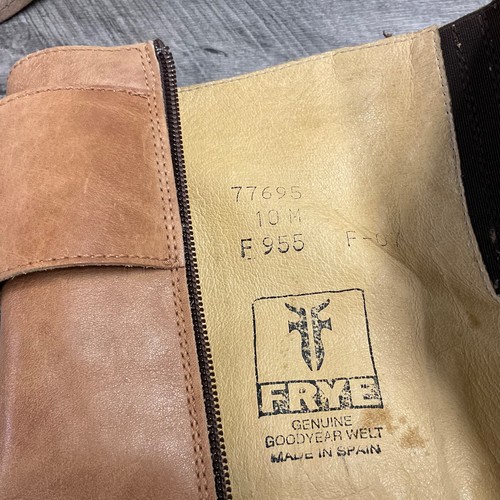 77695
10 M
F 955
FRYE
GENUINE
GOODYEAR WELT
MADE IN SPAIN